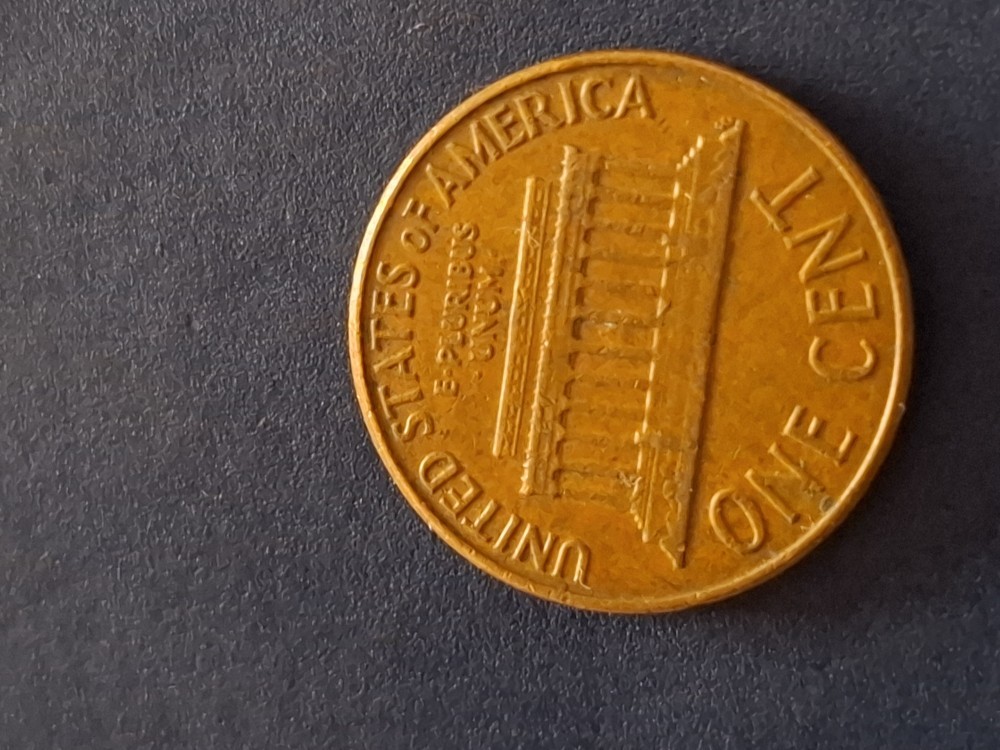 UNITED STATES OF AMERICA
E·PLURIBUS
·UNUM·
ONE CENT